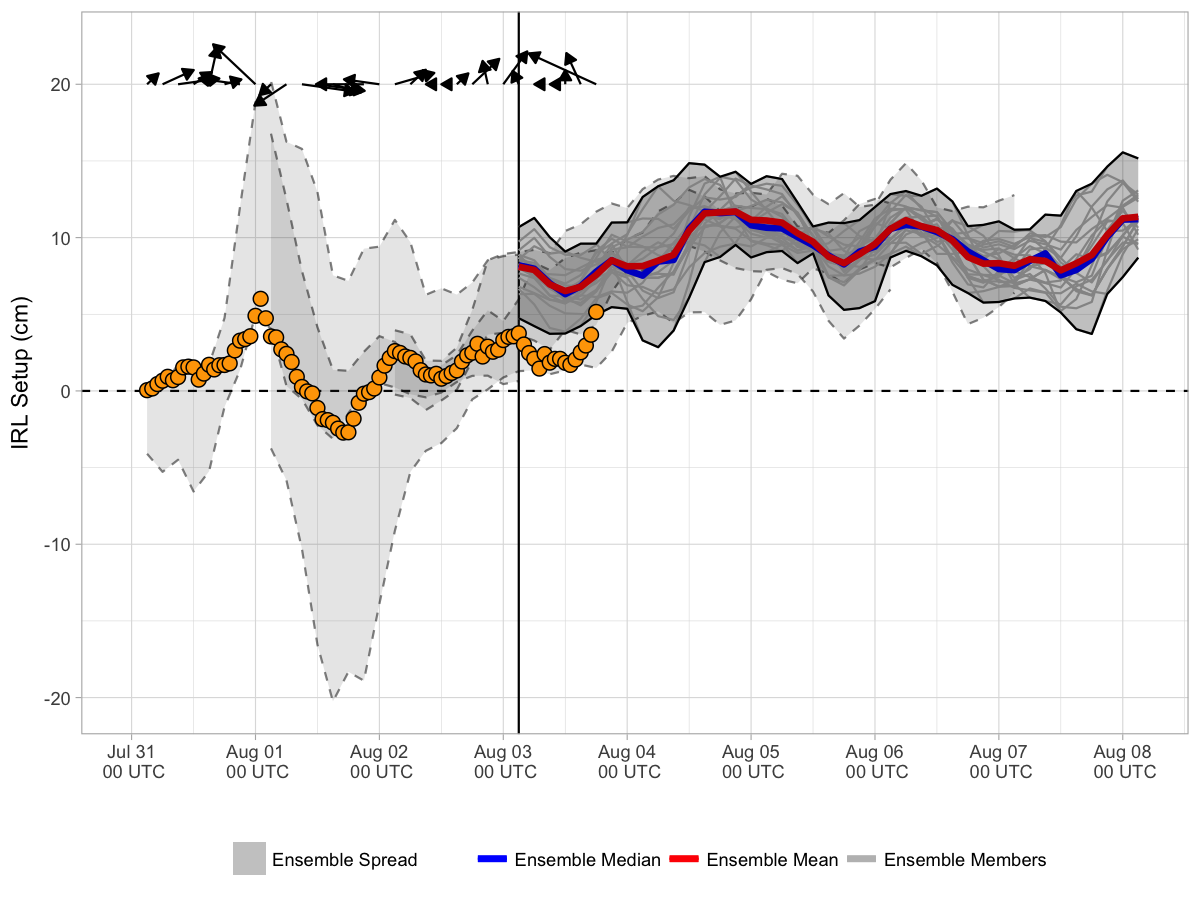 IRL Setup (cm)
20
10
0
-10
-20
Jul 31
00 UTC
Aug 01
00 UTC
Aug 02
00 UTC
Aug 03
00 UTC
Aug 04
00 UTC
Aug 05
00 UTC
Aug 06
00 UTC
Aug 07
00 UTC
Aug 08
00 UTC
Ensemble Spread
Ensemble Median
Ensemble Mean
Ensemble Members